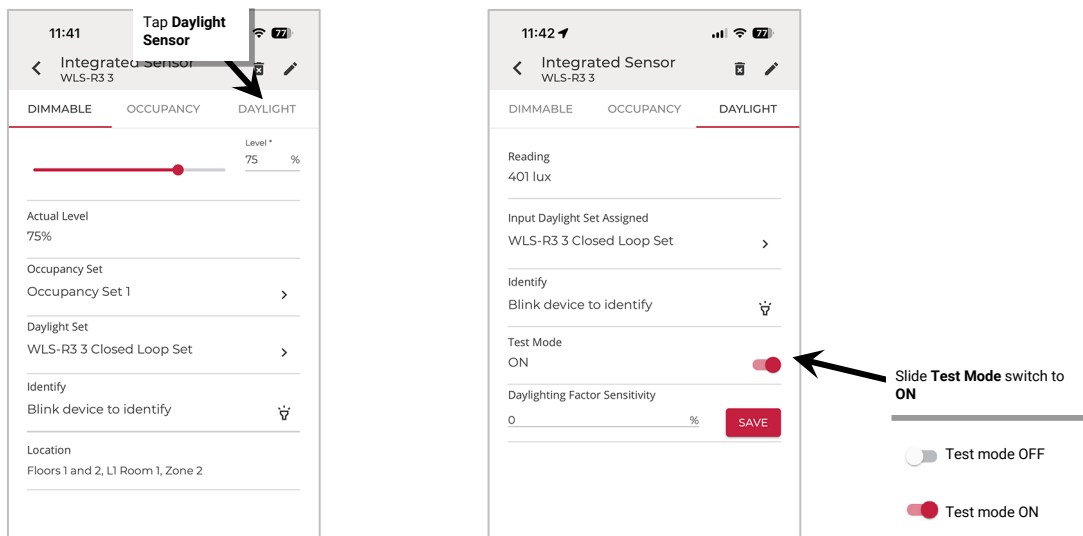 11:41
77
Tap Daylight
Sensor
Integrated Sensor
WLS-R3 3
DIMMABLE
OCCUPANCY
DAYLIGHT
Level *
75 %
Actual Level
75%
Occupancy Set
Occupancy Set 1
Daylight Set
WLS-R3 3 Closed Loop Set
Identify
Blink device to identify
Location
Floors 1 and 2, L1 Room 1, Zone 2
11:42
77
Integrated Sensor
WLS-R3 3
DIMMABLE
OCCUPANCY
DAYLIGHT
Reading
401 lux
Input Daylight Set Assigned
WLS-R3 3 Closed Loop Set
Identify
Blink device to identify
Test Mode
ON
Daylighting Factor Sensitivity
0 %
SAVE
Slide Test Mode switch to
ON
Test mode OFF
Test mode ON